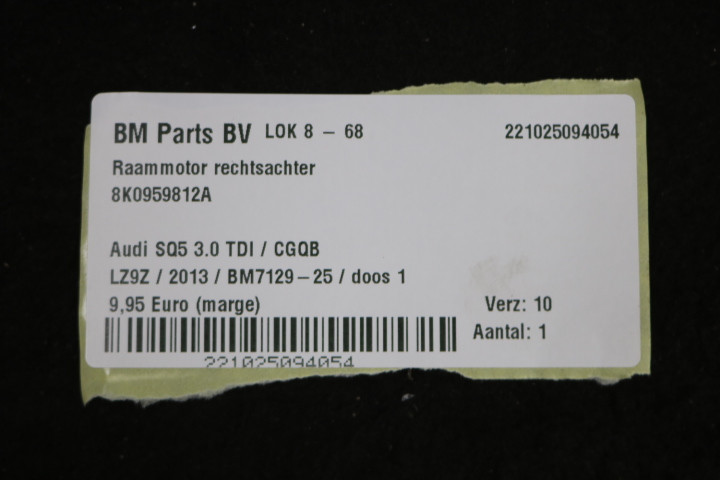 BM Parts BV LOK 8 - 68 221025094054
Raammotor rechtsachter
8K0959812A
Audi SQ5 3.0 TDI / CGQB
LZ9Z / 2013 / BM7129-25 / doos 1
9,95 Euro (marge) Verz: 10
Aantal: 1
221025094054